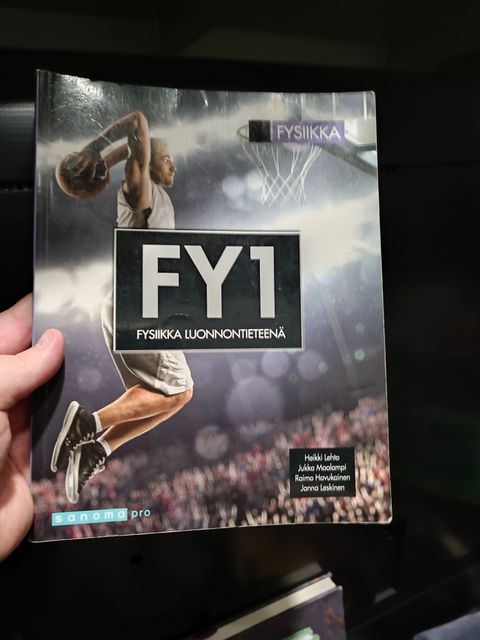 FYSIIKKA
FY1
FYSIIKKA LUONNONTIETEENÄ
Heikki Lehto
Jukka Maalampi
Raimo Havukainen
Janna Leskinen
sanoma pro